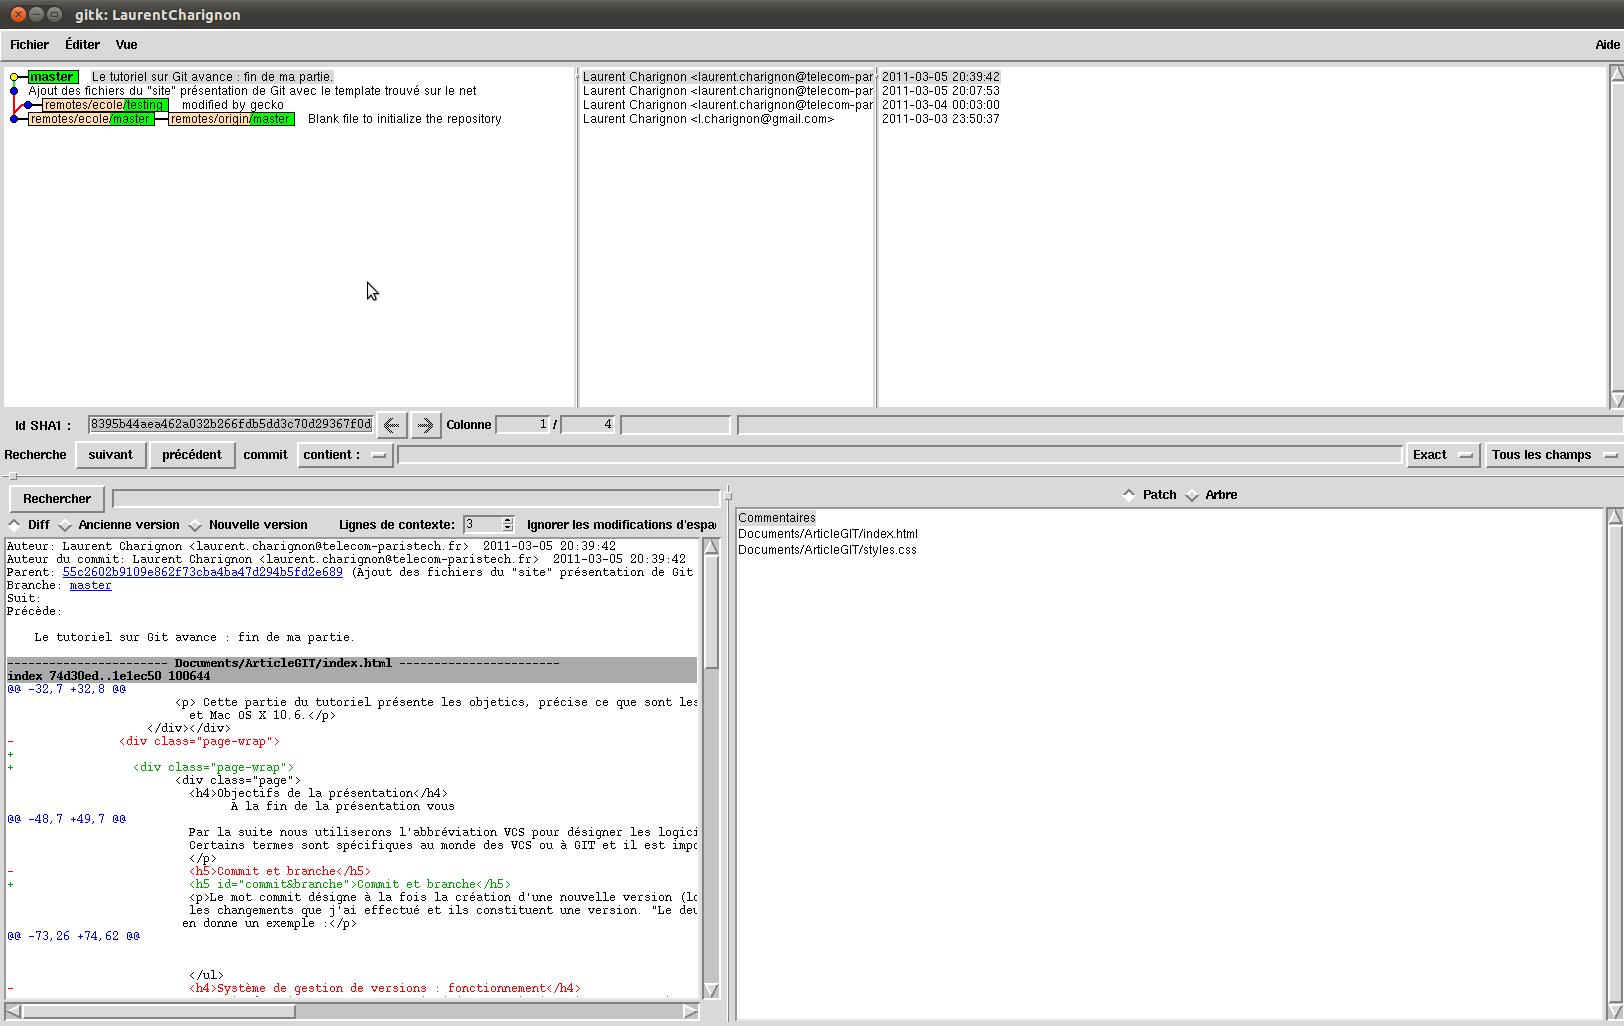 gitk: LaurentCharignon
Fichier Éditer Vue Aide
master Le tutoriel sur Git avance : fin de ma partie. Laurent Charignon <laurent.charignon@telecom-par 2011-03-05 20:39:42
Ajout des fichiers du "site" présentation de Git avec le template trouvé sur le net Laurent Charignon <laurent.charignon@telecom-par 2011-03-05 20:07:53
remotes/ecole/testing modified by gecko Laurent Charignon <laurent.charignon@telecom-par 2011-03-04 00:03:00
remotes/ecole/master remotes/origin/master Blank file to initialize the repository Laurent Charignon <l.charignon@gmail.com> 2011-03-03 23:50:37
Id SHA1 : 8395b44aea462a032b266fdb5dd3c70d29367f0d Colonne 1 / 4
Recherche suivant précédent commit contient : Exact Tous les champs
Rechercher
Diff Ancienne version Nouvelle version Lignes de contexte: 3 Ignorer les modifications d'espa
Auteur: Laurent Charignon <laurent.charignon@telecom-paristech.fr> 2011-03-05 20:39:42
Auteur du commit: Laurent Charignon <laurent.charignon@telecom-paristech.fr> 2011-03-05 20:39:42
Parent: 55c2602b9109e862f73cba4ba47d294b5fd2e689 (Ajout des fichiers du "site" présentation de Git
Branche: master
Suit:
Précède:
Le tutoriel sur Git avance : fin de ma partie.
----------------------- Documents/ArticleGIT/index.html -----------------------
index 74d30ed..1e1ec50 100644
@@ -32,7 +32,8 @@
<p> Cette partie du tutoriel présente les objetics, précise ce que sont les
et Mac OS X 10.6.</p>
</div></div>
- <div class="page-wrap">
+
+ <div class="page-wrap">
<div class="page">
<h4>Objectifs de la présentation</h4>
A la fin de la présentation vous
@@ -48,7 +49,7 @@
Par la suite nous utiliserons l'abbréviation VCS pour désigner les logici
Certains termes sont spécifiques au monde des VCS ou à GIT et il est impo
</p>
- <h5>Commit et branche</h5>
+ <h5 id="commit&branche">Commit et branche</h5>
<p>Le mot commit désigne à la fois la création d'une nouvelle version (lo
les changements que j'ai effectué et ils constituent une version. "Le deu
en donne un exemple :</p>
@@ -73,26 +74,62 @@
</ul>
- <h4>Système de gestion de versions : fonctionnement</h4>
Patch Arbre
Commentaires
Documents/ArticleGIT/index.html
Documents/ArticleGIT/styles.css